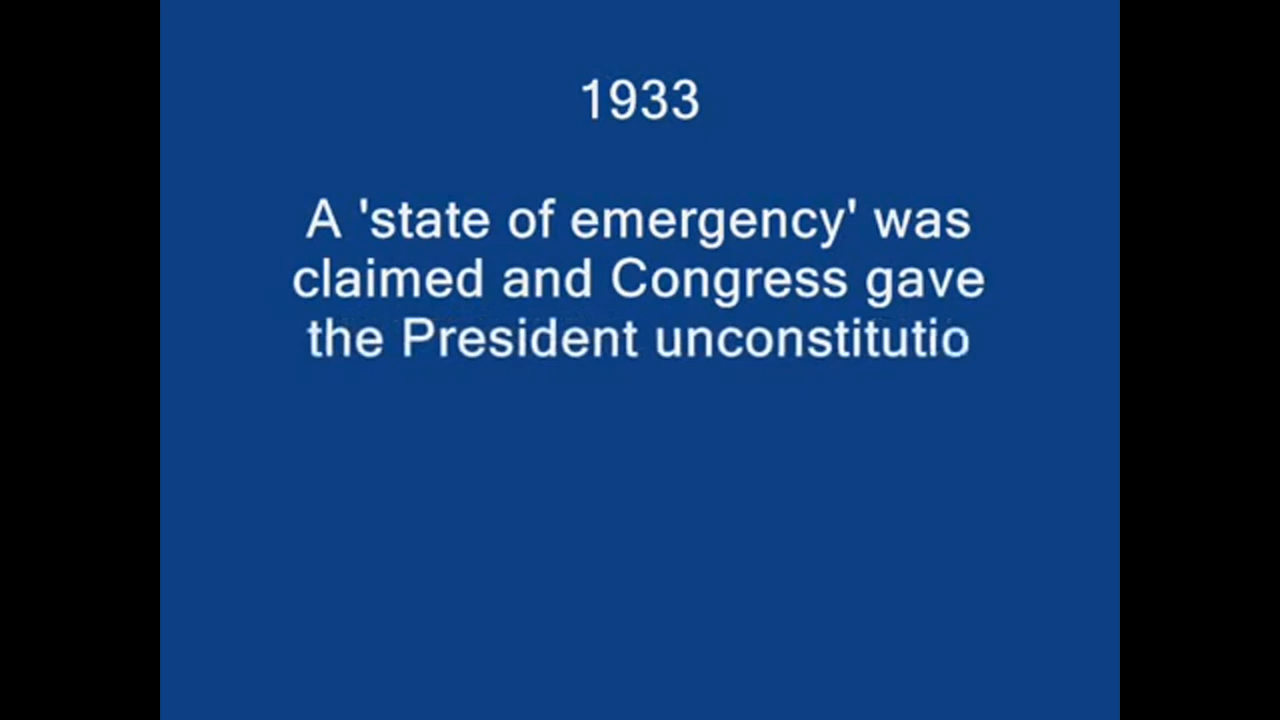 1933
A 'state of emergency' was
claimed and Congress gave
the President unconstitutio